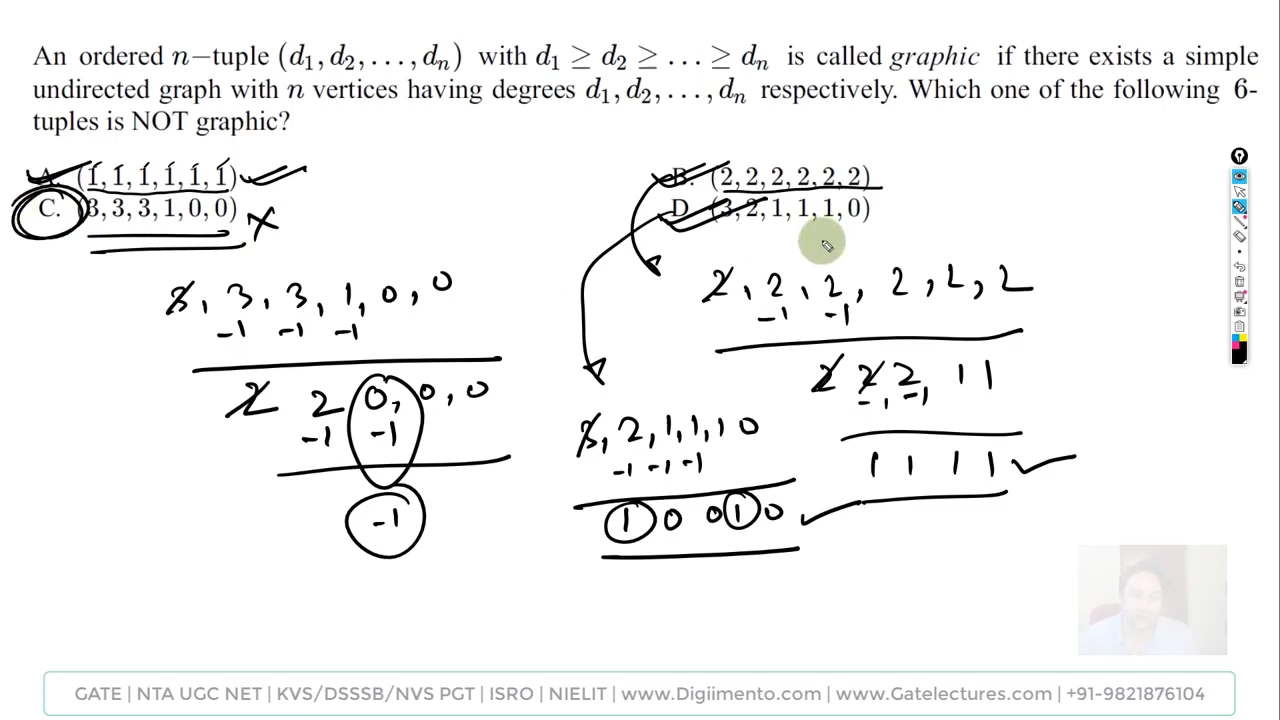 An ordered n−tuple (d₁, d₂, . . . , dₙ) with d₁ ≥ d₂ ≥ . . . ≥ dₙ is called graphic if there exists a simple
undirected graph with n vertices having degrees d₁, d₂, . . . , dₙ respectively. Which one of the following 6-
tuples is NOT graphic?
A. (1, 1, 1, 1, 1, 1)
B. (2, 2, 2, 2, 2, 2)
C. (3, 3, 3, 1, 0, 0)
D. (3, 2, 1, 1, 1, 0)
3, 3, 3, 1, 0, 0
-1 -1 -1
2 2 0, 0, 0
-1 -1
-1
2, 2, 2, 2, 2, 2
-1 -1
2 2 2, 1 1
-1 -1
1 1 1 1
3, 2, 1, 1, 1 0
-1 -1 -1
1 0 0 1 0
GATE | NTA UGC NET | KVS/DSSSB/NVS PGT | ISRO | NIELIT | www.Digiimento.com | www.Gatelectures.com | +91-9821876104